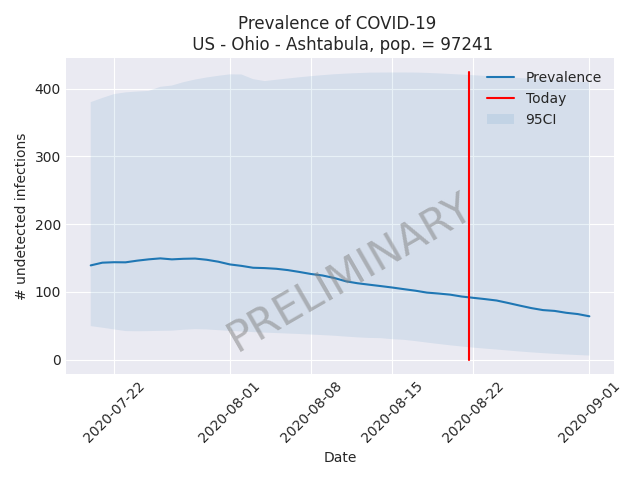 Prevalence of COVID-19
US - Ohio - Ashtabula, pop. = 97241
Prevalence
Today
95CI
400
300
200
100
0
# undetected infections
PRELIMINARY
2020-07-22
2020-08-01
2020-08-08
2020-08-15
2020-08-22
2020-09-01
Date